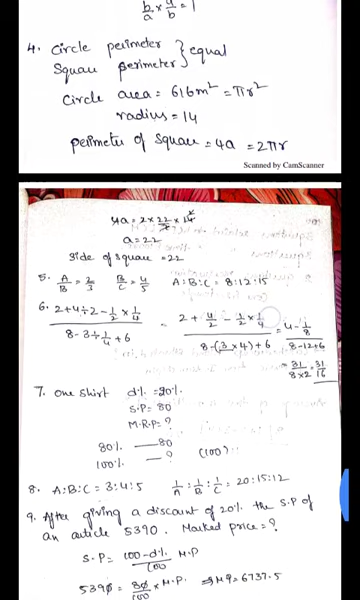 b/a × a/b = 1
4. Circle perimeter } equal
Square perimeter
Circle area = 616m² = πr²
radius = 14
perimeter of square = 4a = 2πr
Scanned by CamScanner
4a = 2 × 22/7 × 14 2
a = 22
Side of square = 22
5. A/B = 2/3 B/C = 4/5 A:B:C = 8:12:15
6. 2+4÷2-1/2×1/4 / 8-3÷1/4+6 = 2+4/2-1/2×1/4 / 8-(3×4)+6 = 4-1/8 / 8-12+6
= 31/8×2 = 31/16
7. One shirt d% = 20%
S.P = 80
M.R.P = ?
80% — 80
100% — ? (100)
8. A:B:C = 3:4:5 1/A : 1/B : 1/C = 20:15:12
9. After giving a discant of 20% the S.P of
an article 5390. Marked price = ?
S.P = 100-d% / 100 M.P
5390 = 80/100 × M.P. ⇒ MP = 6737.5